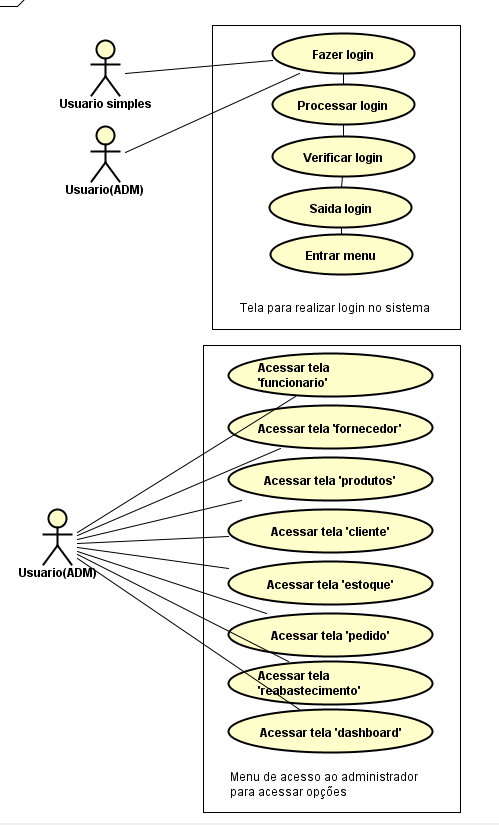 Fazer login
Usuario simples
Processar login
Verificar login
Usuario(ADM)
Saida login
Entrar menu
Tela para realizar login no sistema
Acessar tela
'funcionario'
Acessar tela 'fornecedor'
Acessar tela 'produtos'
Acessar tela 'cliente'
Usuario(ADM)
Acessar tela 'estoque'
Acessar tela 'pedido'
Acessar tela
'reabastecimento'
Acessar tela 'dashboard'
Menu de acesso ao administrador
para acessar opções